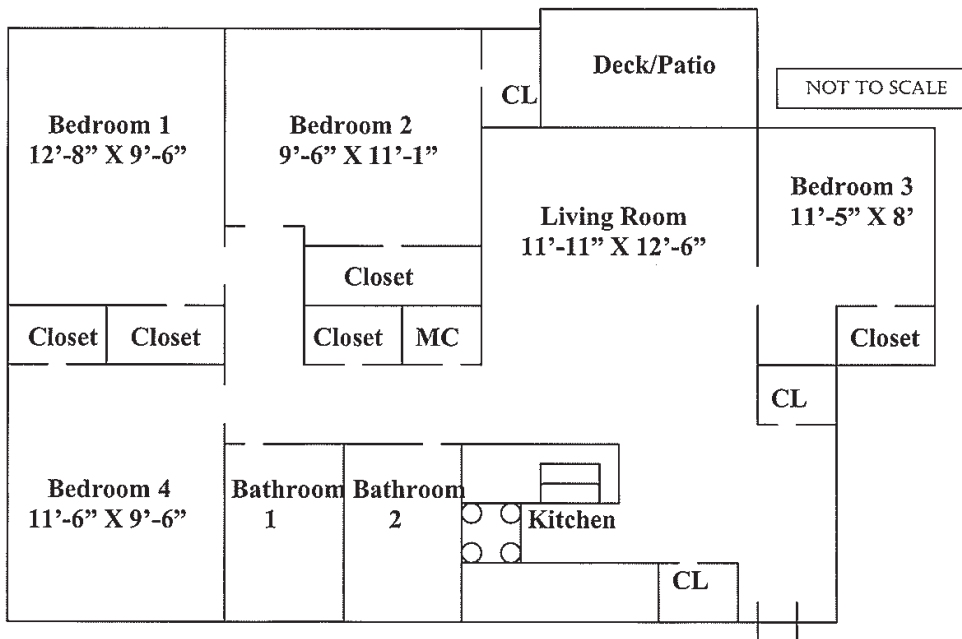 Deck/Patio
NOT TO SCALE
CL
Bedroom 1
12’-8” X 9’-6”
Bedroom 2
9’-6” X 11’-1”
Bedroom 3
11’-5” X 8’
Living Room
11’-11” X 12’-6”
Closet
Closet
Closet
Closet
MC
Closet
CL
Bedroom 4
11’-6” X 9’-6”
Bathroom
1
Bathroom
2
Kitchen
CL